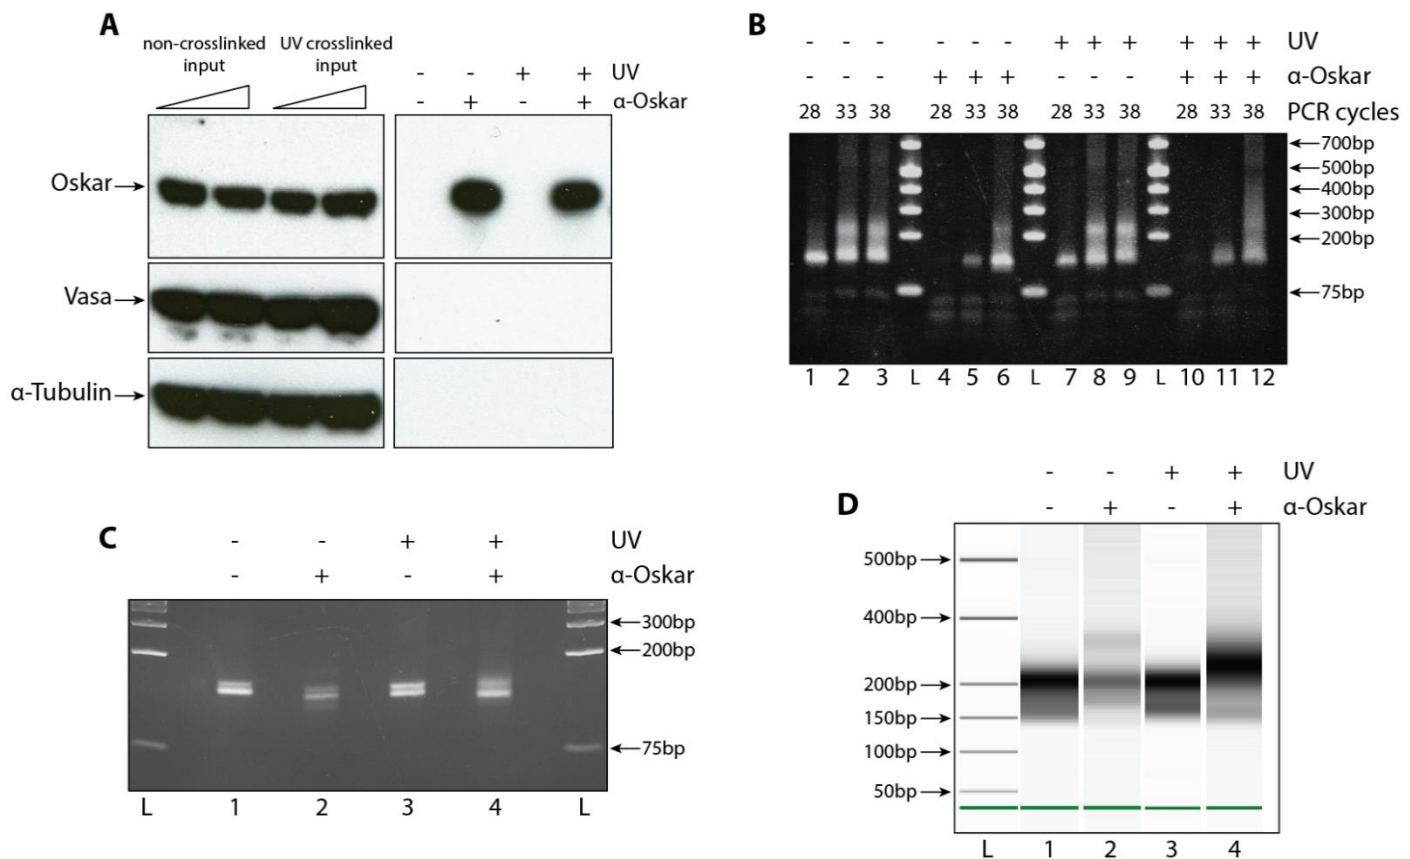 A
non-crosslinked input
UV crosslinked input
- - + + UV
- + - + α-Oskar
Oskar
Vasa
α-Tubulin
B
- - - - - - + + + + + + UV
- - - + + + - - - + + + α-Oskar
28 33 38 28 33 38 28 33 38 28 33 38 PCR cycles
700bp
500bp
400bp
300bp
200bp
75bp
1 2 3 L 4 5 6 L 7 8 9 L 10 11 12
C
- - + + UV
- + - + α-Oskar
300bp
200bp
75bp
L 1 2 3 4 L
D
- - + + UV
- + - + α-Oskar
500bp
400bp
200bp
150bp
100bp
50bp
L 1 2 3 4